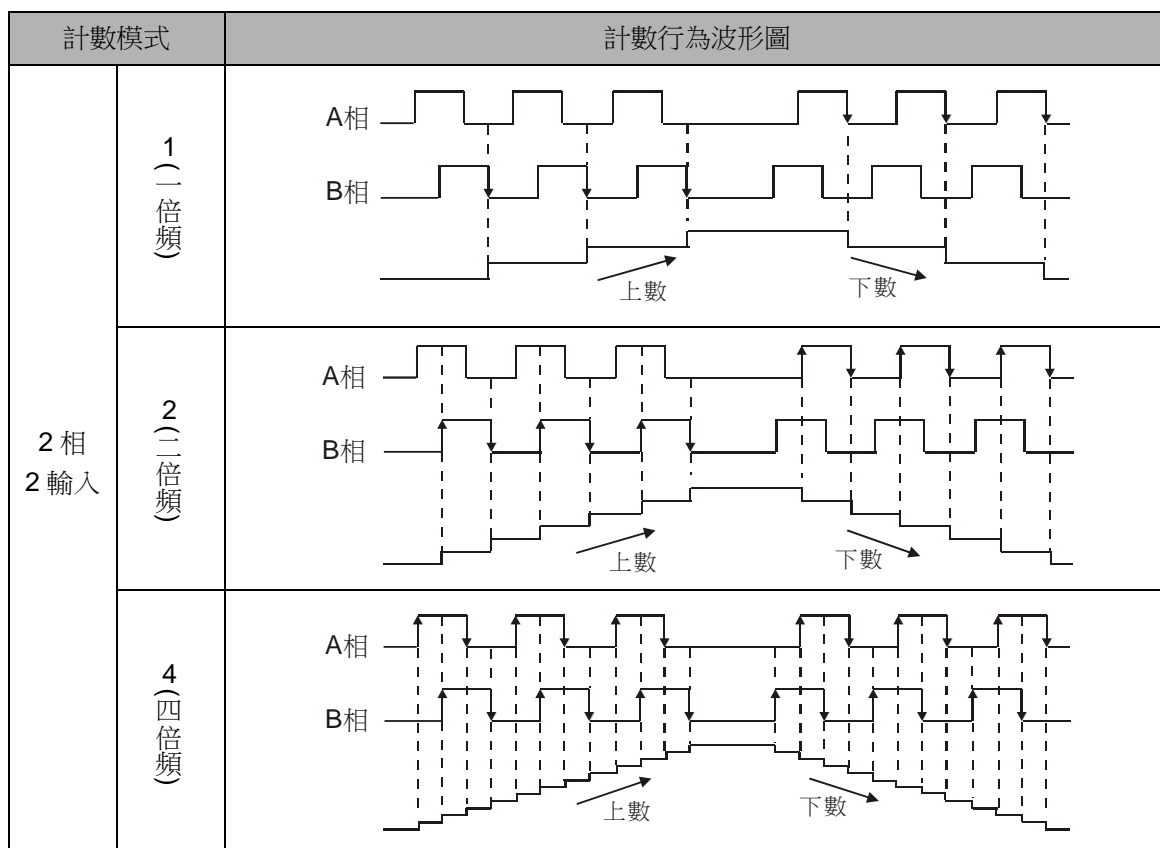 計數模式
計數行為波形圖
2 相
2 輸入
1
(一倍頻)
A相
B相
上數
下數
2
(二倍頻)
A相
B相
上數
下數
4
(四倍頻)
A相
B相
上數
下數